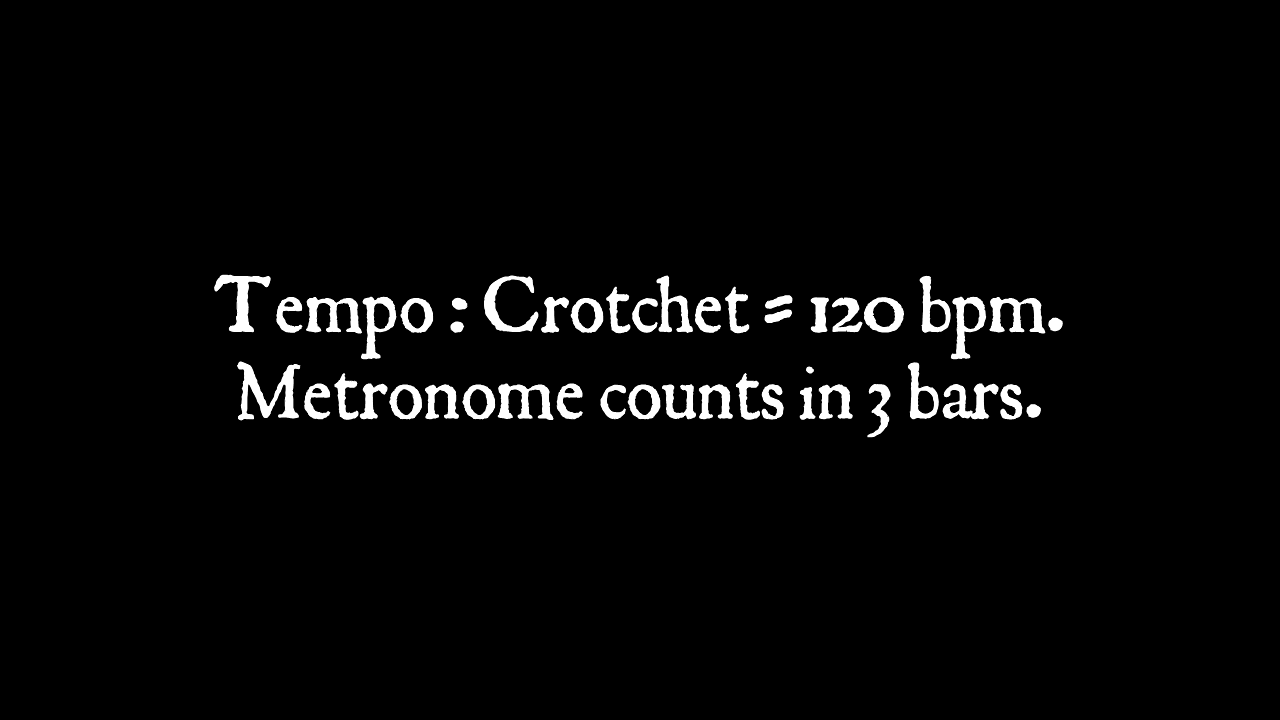 Tempo : Crotchet = 120 bpm.
Metronome counts in 3 bars.